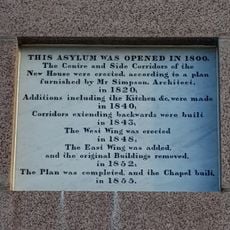 THIS ASYLUM WAS OPENED IN 1800.
The Centre and Side Corridors of the
New House were erected, according to a plan
furnished by Mr Simpson, Architect,
in 1820;
Additions including the Kitchen &c, were made
in 1840;
Corridors extending backwards were built
in 1843;
The West Wing was erected
in 1848;
The East Wing was added,
and the original Buildings removed,
in 1852;
The Plan was completed, and the Chapel built,
in 1855.